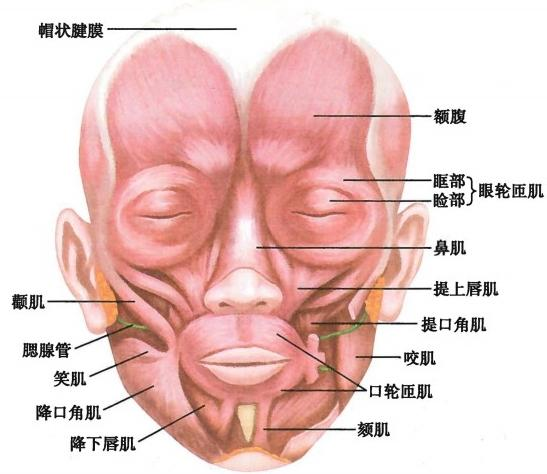 帽状腱膜
额腹
眶部
睑部
眼轮匝肌
鼻肌
提上唇肌
提口角肌
咬肌
口轮匝肌
颏肌
颧肌
腮腺管
笑肌
降口角肌
降下唇肌